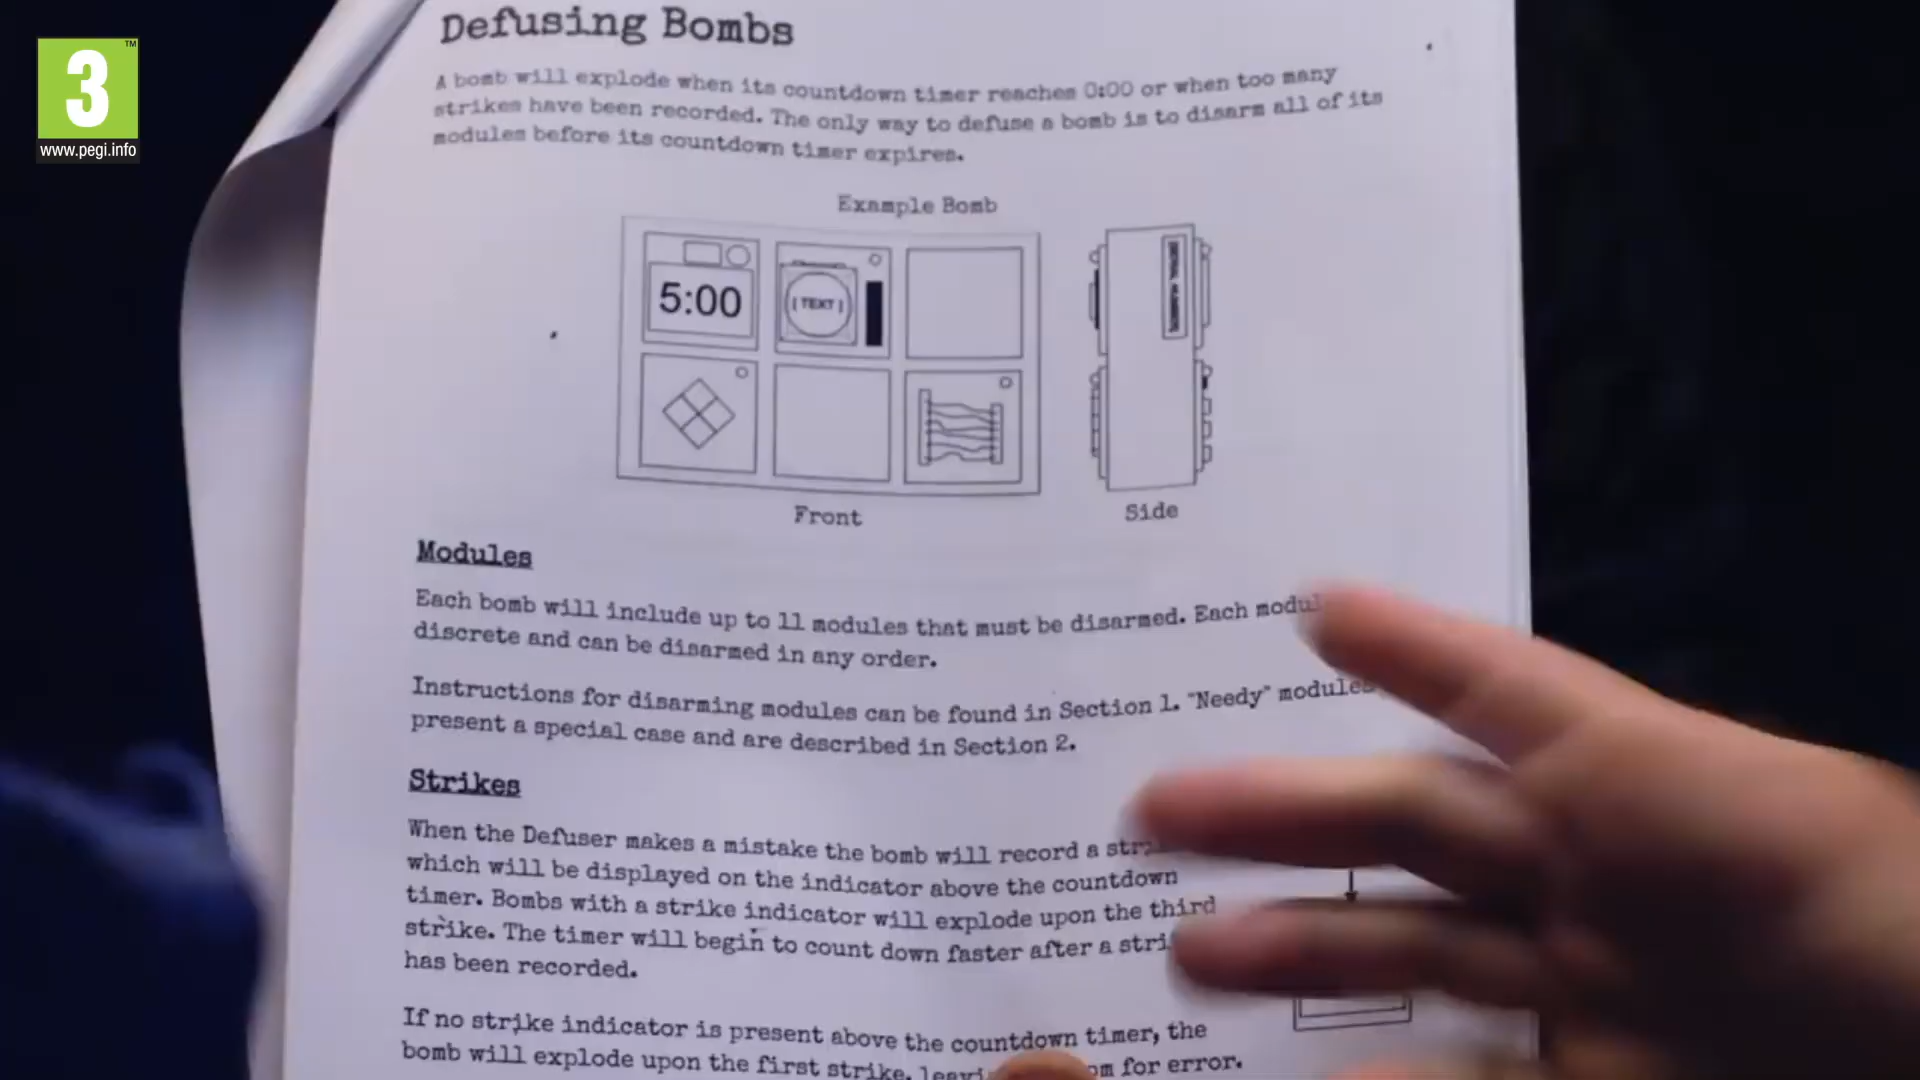 3
™
www.pegi.info
Defusing Bombs
A bomb will explode when its countdown timer reaches 0:00 or when too many
strikes have been recorded. The only way to defuse a bomb is to disarm all of its
modules before its countdown timer expires.
Example Bomb
5:00
[TEXT]
Front
Side
Modules
Each bomb will include up to 11 modules that must be disarmed. Each
discrete and can be disarmed in any order.
Instructions for disarming modules can be found in Section 1. "Needy" modules
present a special case and are described in Section 2.
Strikes
When the Defuser makes a mistake the bomb will record a
which will be displayed on the indicator above the countdown
timer. Bombs with a strike indicator will explode upon the third
strike. The timer will begin to count down faster after a
has been recorded.
If no strike indicator is present above the countdown timer, the
bomb will explode upon the first strike, for error.